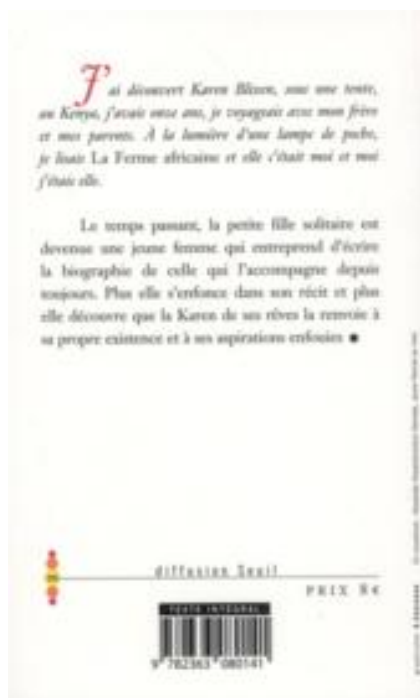 J'ai découvert Karen Blixen, sous une tente,
au Kenya, j'avais onze ans, je voyageais avec mon frère
et mes parents. À la lumière d'une lampe de poche,
je lisais La Ferme africaine et elle c'était moi et moi
j'étais elle.
Le temps passant, la petite fille solitaire est
devenue une jeune femme qui entreprend d'écrire
la biographie de celle qui l'accompagne depuis
toujours. Plus elle s'enfonce dans son récit et plus
elle découvre que la Karen de ses rêves la renvoie à
sa propre existence et à ses aspirations enfouies ■
diffusion Seuil
PRIX 8€
TEXTE INTÉGRAL
9 782363 080141